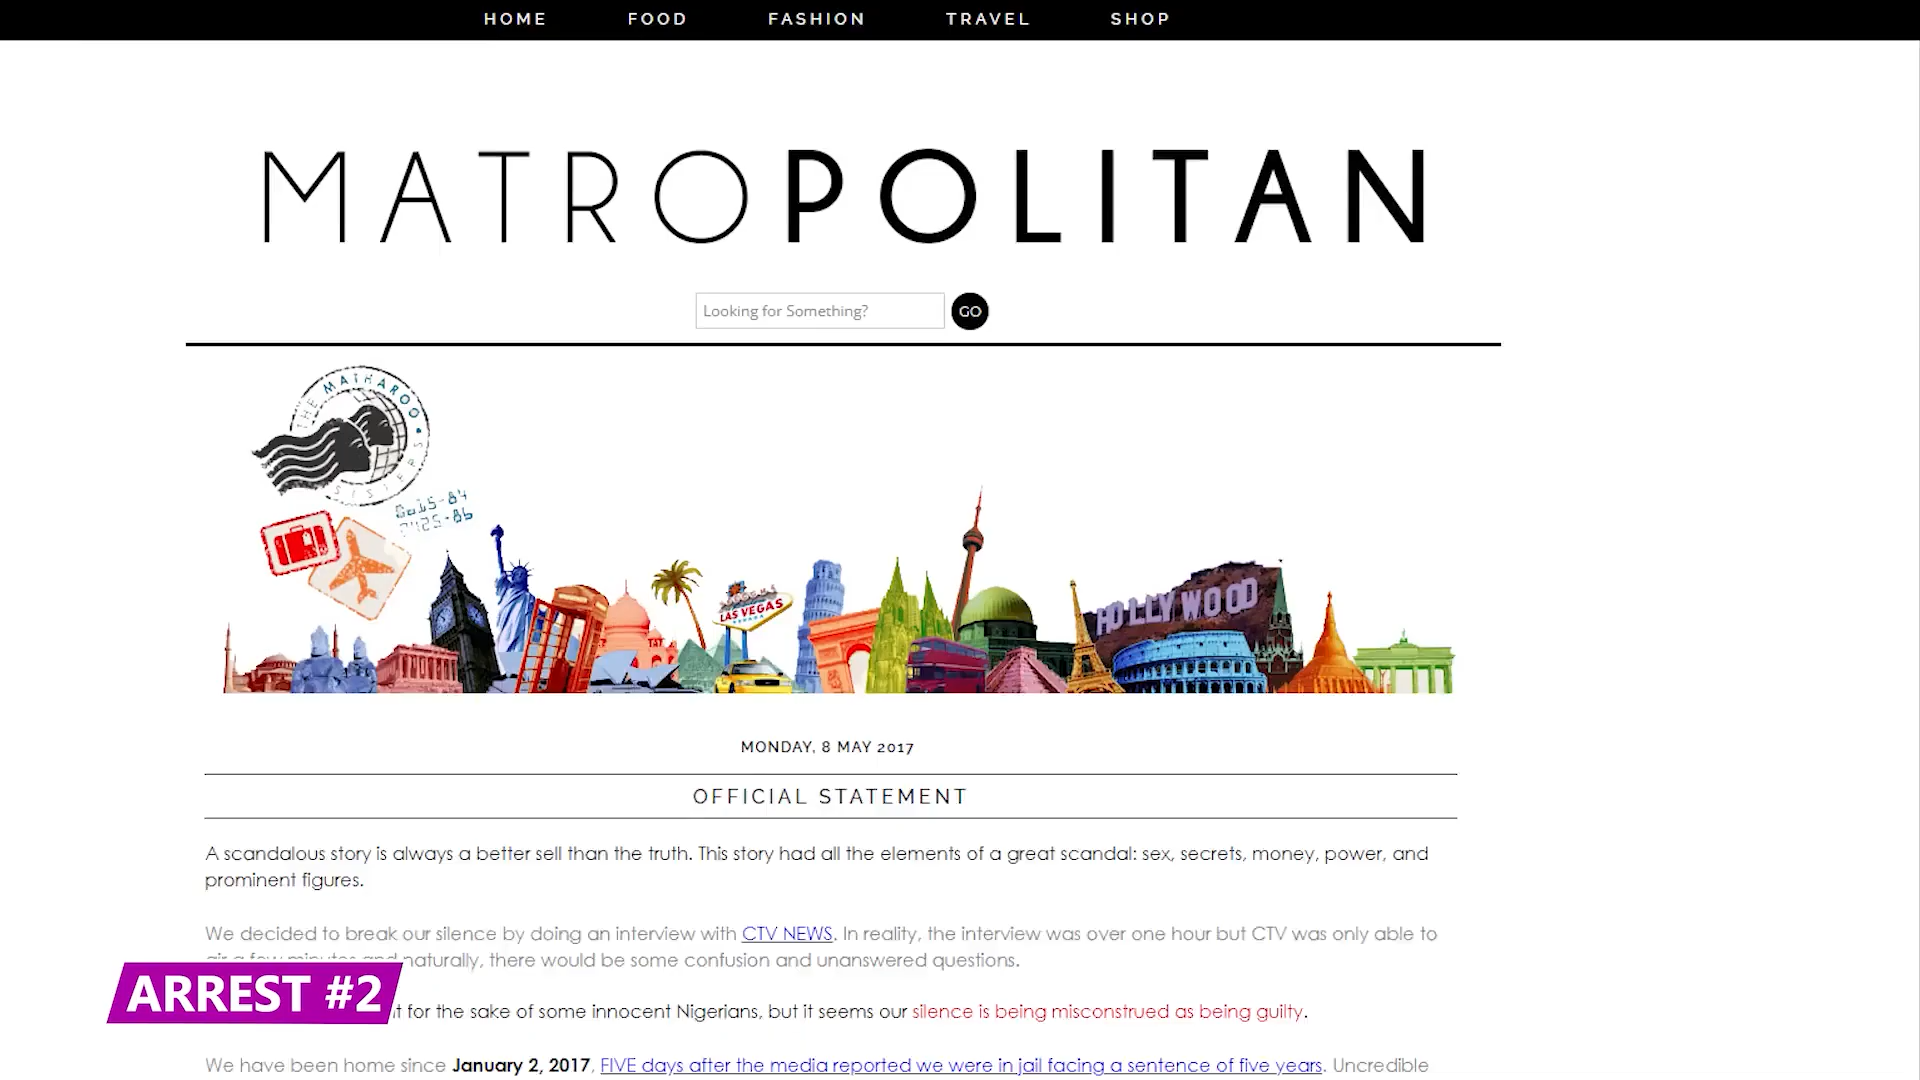 HOME FOOD FASHION TRAVEL SHOP
MATROPOLITAN
Looking for Something? GO
THE MATHAROO SISTERS
LAS VEGAS
HOLLYWOOD
MONDAY, 8 MAY 2017
OFFICIAL STATEMENT
A scandalous story is always a better sell than the truth. This story had all the elements of a great scandal: sex, secrets, money, power, and
prominent figures.
We decided to break our silence by doing an interview with CTV NEWS. In reality, the interview was over one hour but CTV was only able to
naturally, there would be some confusion and unanswered questions.
ARREST #2
for the sake of some innocent Nigerians, but it seems our silence is being misconstrued as being guilty.
We have been home since January 2, 2017, FIVE days after the media reported we were in jail facing a sentence of five years. Uncredible